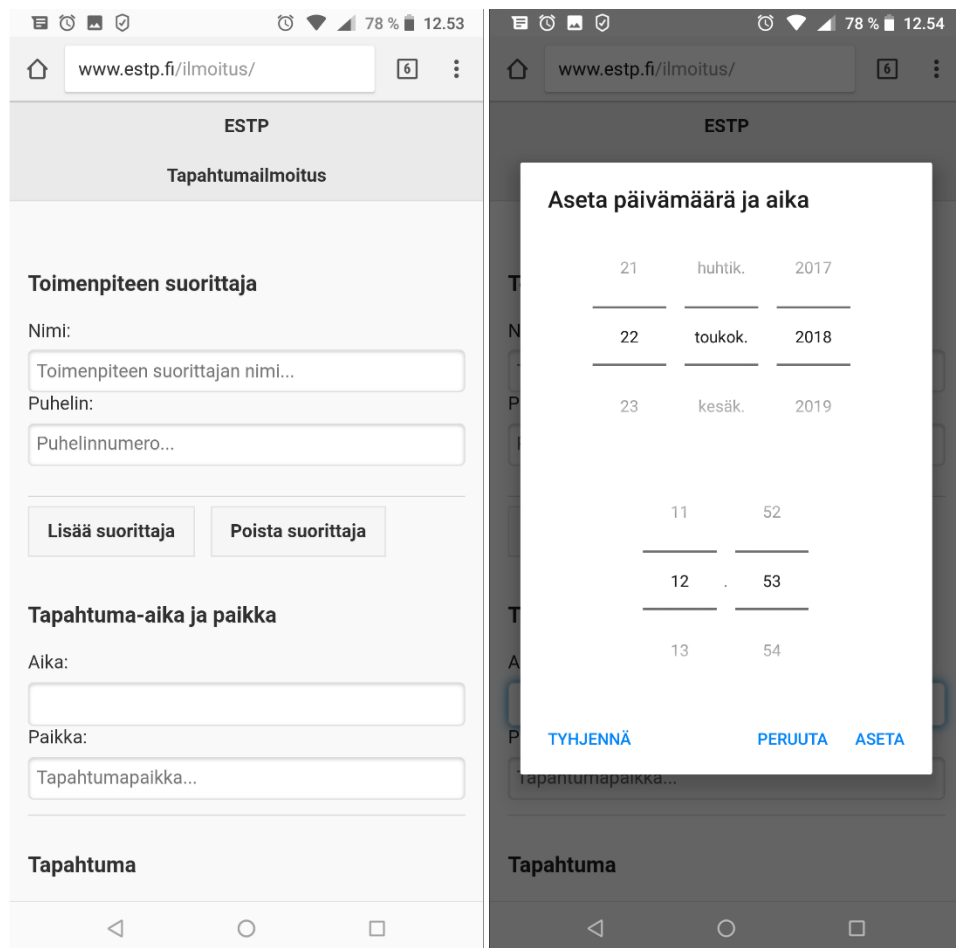 78 % 12.53
www.estp.fi/ilmoitus/
6
ESTP
Tapahtumailmoitus
Toimenpiteen suorittaja
Nimi:
Toimenpiteen suorittajan nimi...
Puhelin:
Puhelinnumero...
Lisää suorittaja Poista suorittaja
Tapahtuma-aika ja paikka
Aika:
Paikka:
Tapahtumapaikka...
Tapahtuma
78 % 12.54
www.estp.fi/ilmoitus/
6
ESTP
Aseta päivämäärä ja aika
21 huhtik. 2017
22 toukok. 2018
23 kesäk. 2019
11 52
12 . 53
13 54
TYHJENNÄ PERUUTA ASETA
Tapahtumapaikka...
Tapahtuma